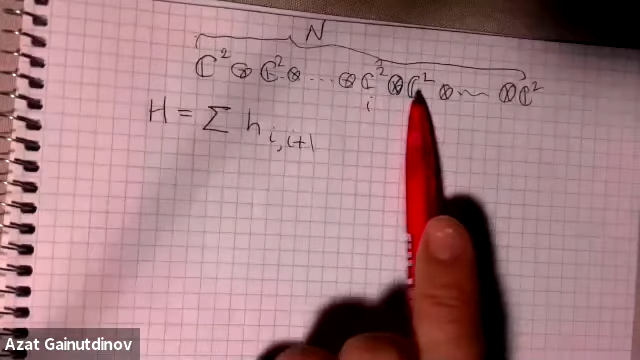 N
ℂ² ⊗ ℂ² ⊗ ... ⊗ ℂ² ⊗ ℂ² ⊗ ~~ ⊗ ℂ²
i
H = Σ h_{i,i+1}
Azat Gainutdinov